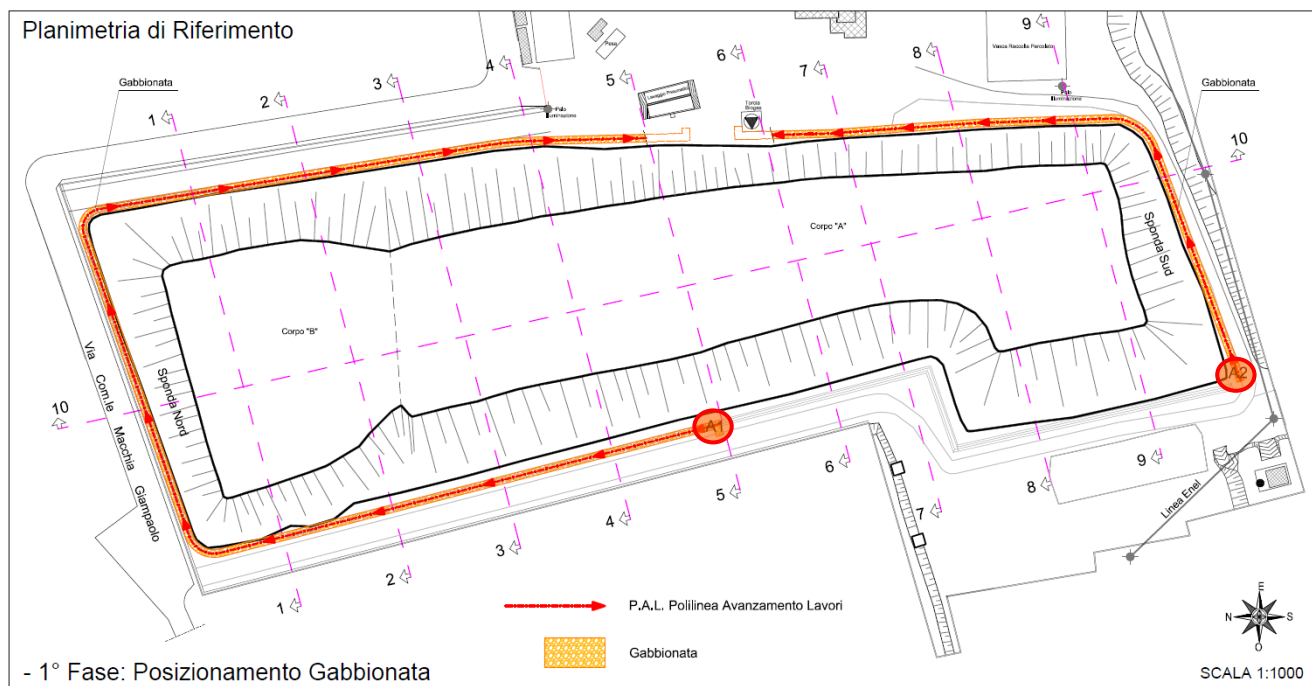 Planimetria di Riferimento
Gabbionata
1
2
3
4
5
6
7
8
9
10
Pesa
Lavaggio Pneumatici
Torcia
Biogas
Vasca Raccolta Percolato
Palo
Illuminazione
Palo
Illuminazione
Gabbionata
Corpo "A"
Corpo "B"
Sponda Sud
Sponda Nord
Via Com.le Macchia Giampaolo
10
A1
A2
Linea Enel
1
2
3
4
5
6
7
8
9
P.A.L. Polilinea Avanzamento Lavori
Gabbionata
E
N
S
O
- 1° Fase: Posizionamento Gabbionata
SCALA 1:1000